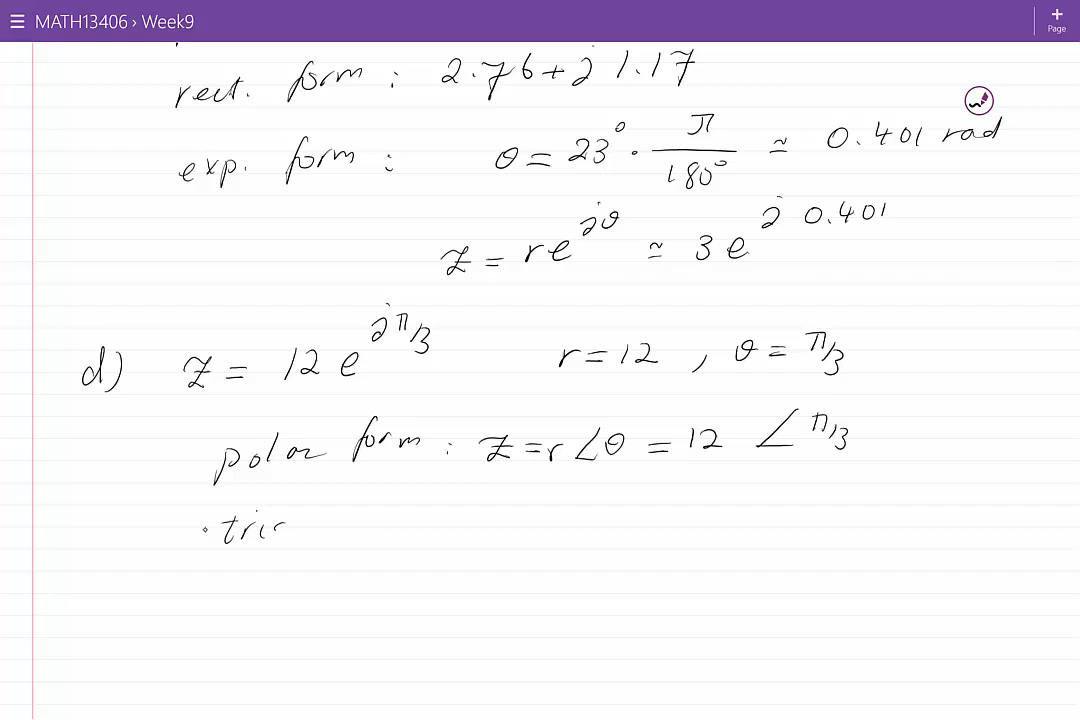 ☰ MATH13406 › Week9
+ Page
rect. form : 2.76 + j 1.17
exp. form : θ = 23° · π / 180° ≃ 0.401 rad
z = re^jθ ≃ 3 e^j 0.401
d) z = 12 e^jπ/3 r = 12 , θ = π/3
polar form : z = r ∠θ = 12 ∠ π/3
· tric